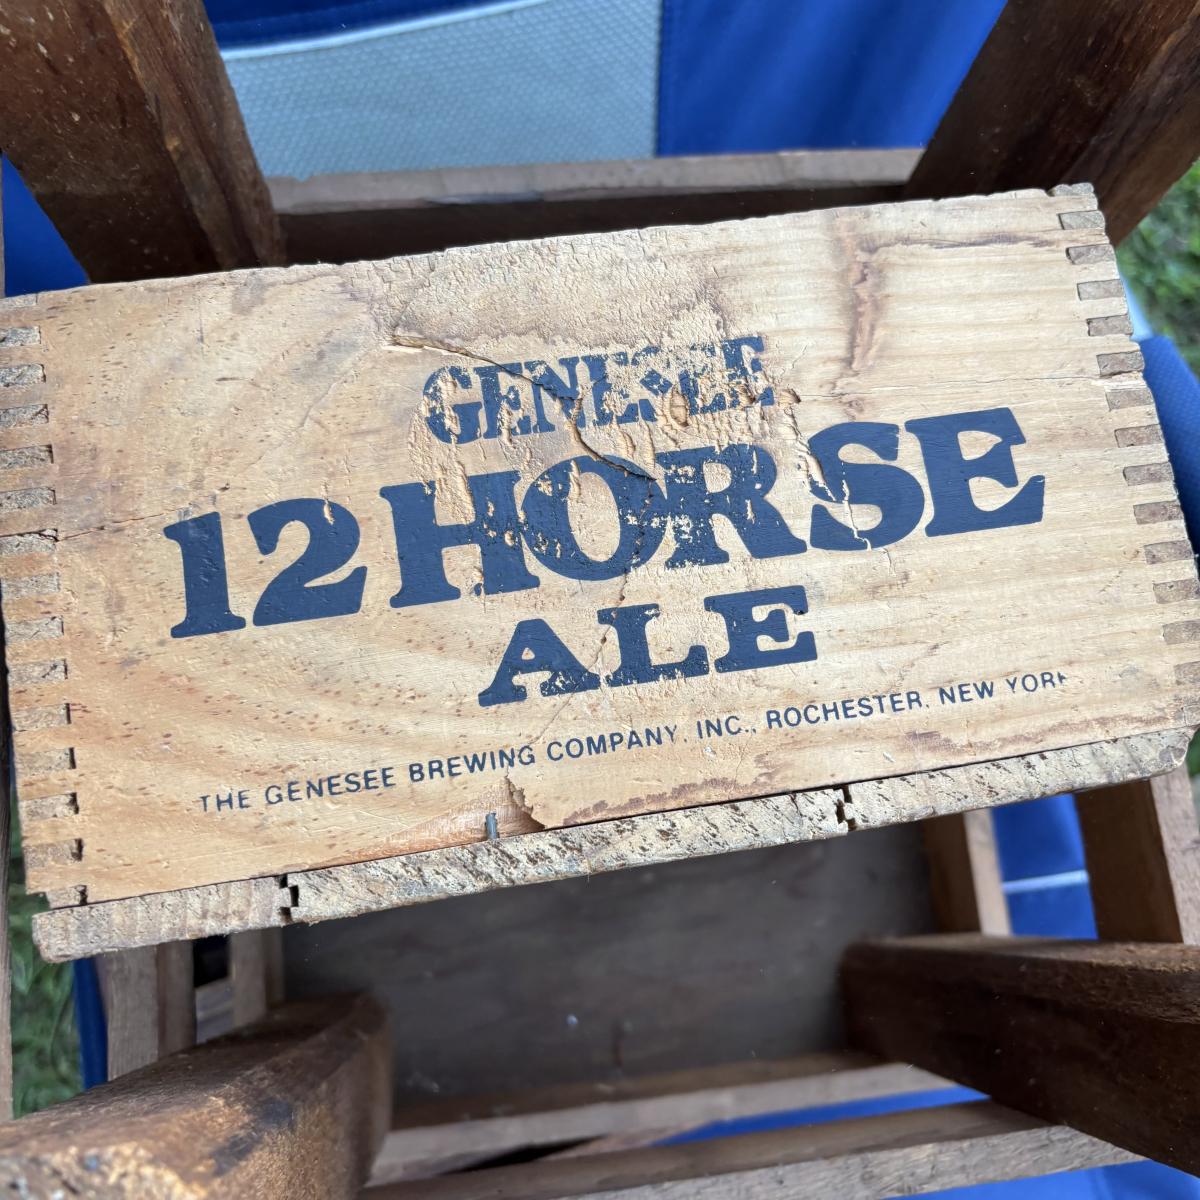 GENESEE
12 HORSE
ALE
THE GENESEE BREWING COMPANY, INC., ROCHESTER, NEW YORK